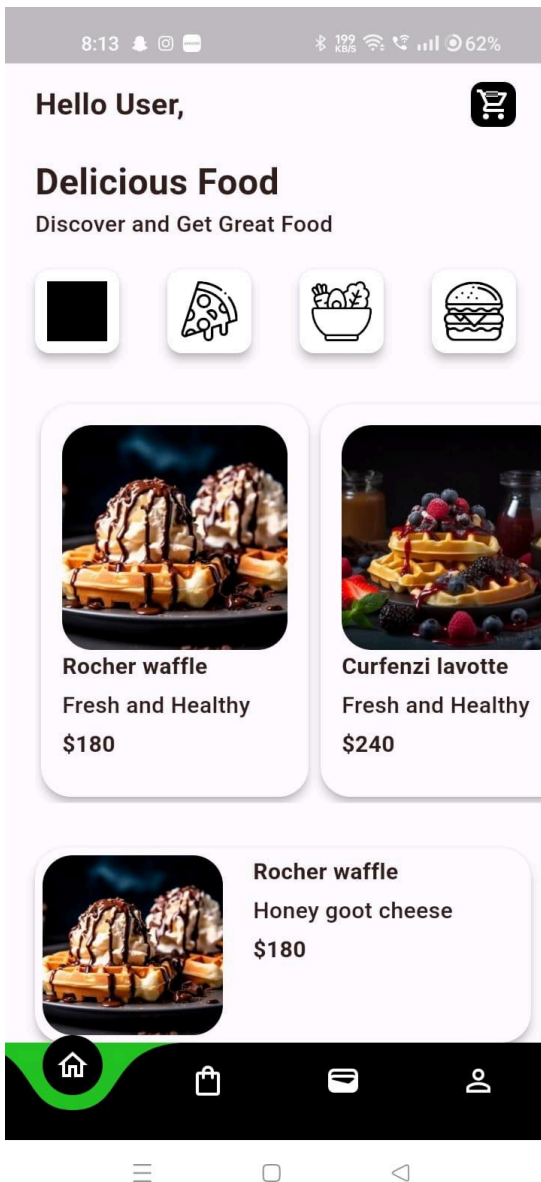 8:13
199
KB/S
62%
Hello User,
Delicious Food
Discover and Get Great Food
Rocher waffle
Fresh and Healthy
$180
Curfenzi lavotte
Fresh and Healthy
$240
Rocher waffle
Honey goot cheese
$180